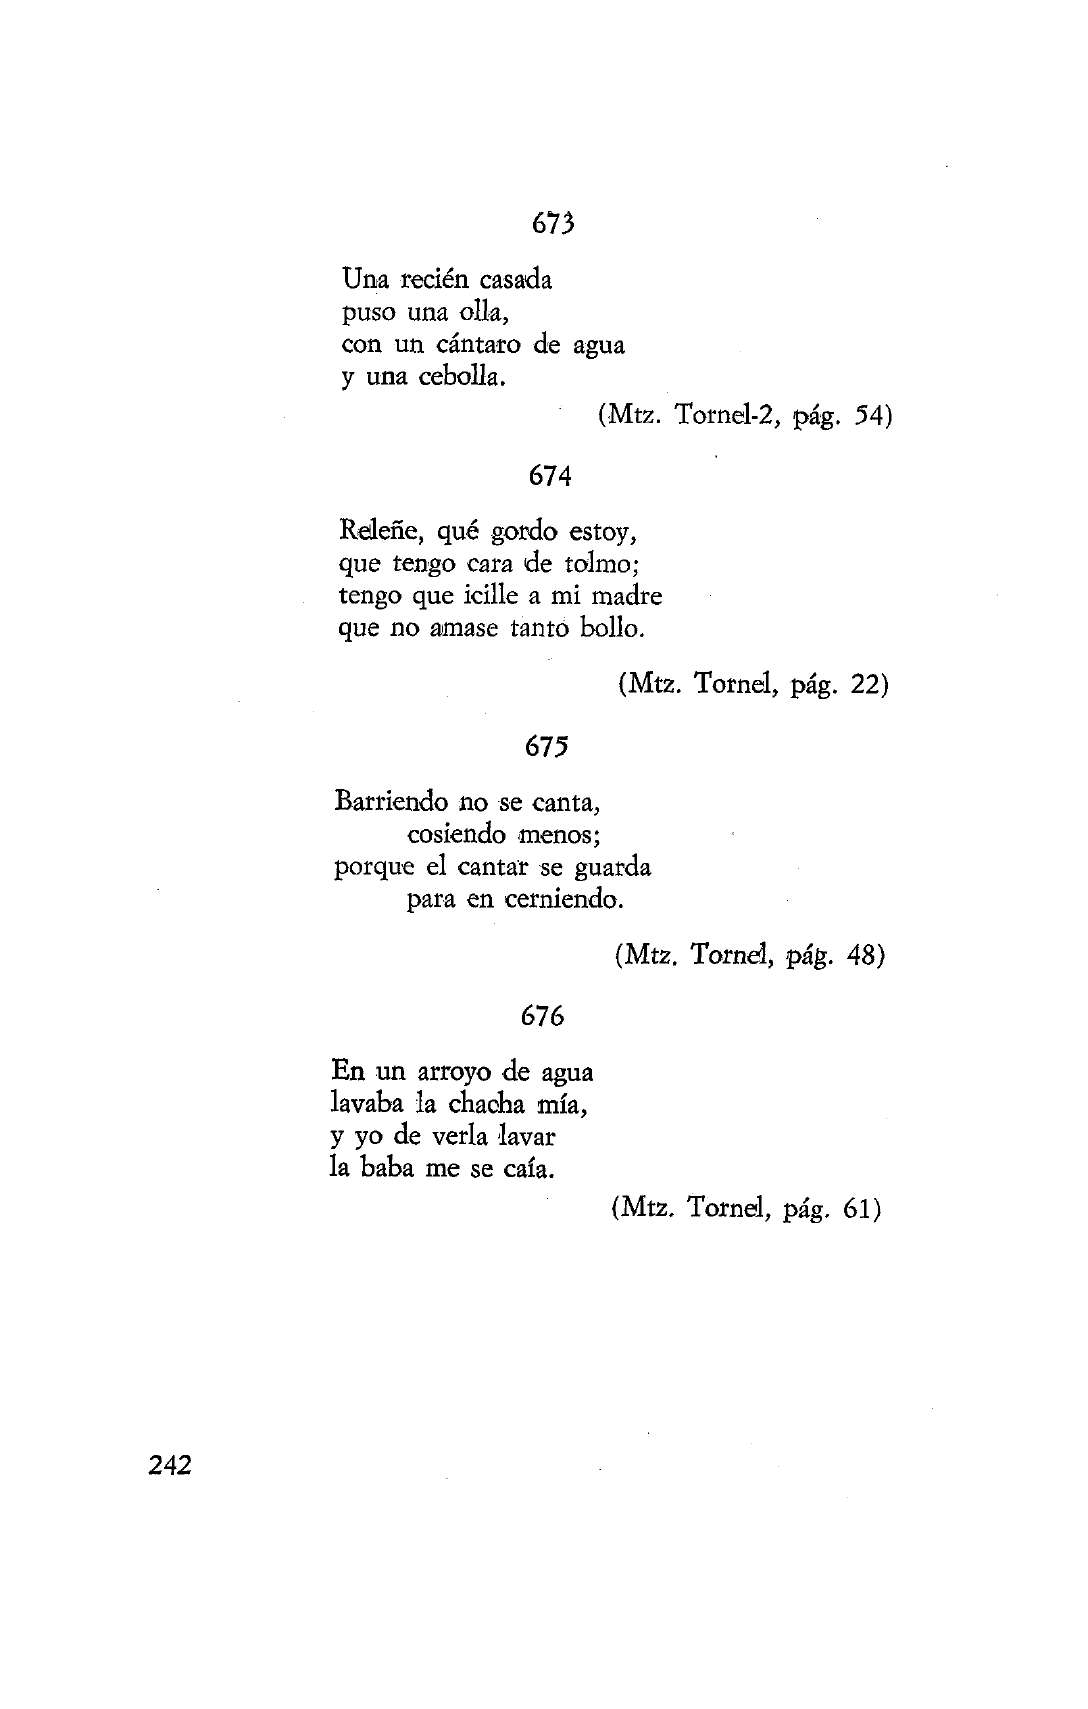 673
Una recién casada
puso una olla,
con un cántaro de agua
y una cebolla.
(Mtz. Tornel-2, pág. 54)
674
Releñe, qué gordo estoy,
que tengo cara de tolmo;
tengo que icille a mi madre
que no amase tanto bollo.
(Mtz. Tornel, pág. 22)
675
Barriendo no se canta,
cosiendo menos;
porque el cantar se guarda
para en cerniendo.
(Mtz. Tornel, pág. 48)
676
En un arroyo de agua
lavaba la chacha mía,
y yo de verla lavar
la baba me se caía.
(Mtz. Tornel, pág. 61)
242